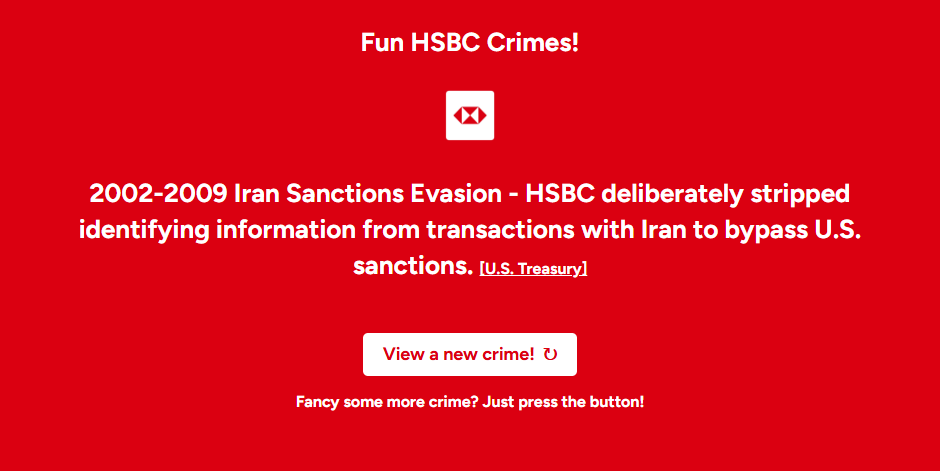 Fun HSBC Crimes!
2002-2009 Iran Sanctions Evasion - HSBC deliberately stripped
identifying information from transactions with Iran to bypass U.S.
sanctions. [U.S. Treasury]
View a new crime! ↻
Fancy some more crime? Just press the button!